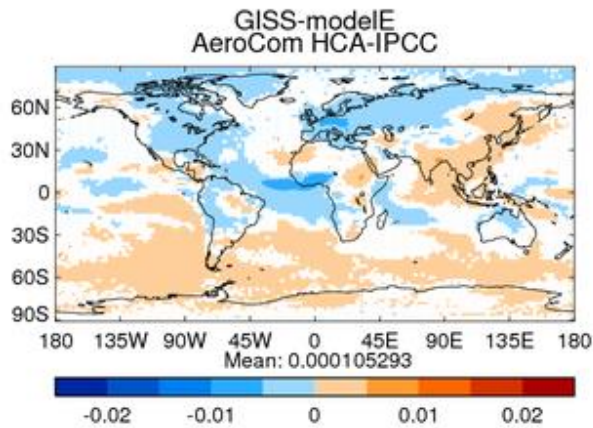 GISS-modelE
AeroCom HCA-IPCC
60N
30N
0
30S
60S
90S
180 135W 90W 45W 0 45E 90E 135E 180
Mean: 0.000105293
-0.02 -0.01 0 0.01 0.02